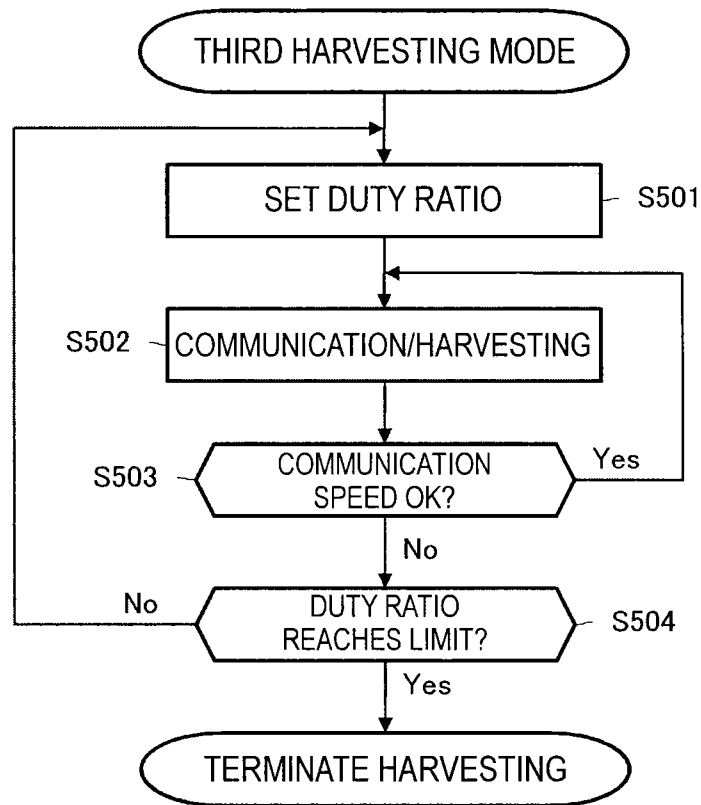 THIRD HARVESTING MODE
SET DUTY RATIO
S501
S502
COMMUNICATION/HARVESTING
S503
COMMUNICATION
SPEED OK?
Yes
No
No
DUTY RATIO
REACHES LIMIT?
S504
Yes
TERMINATE HARVESTING